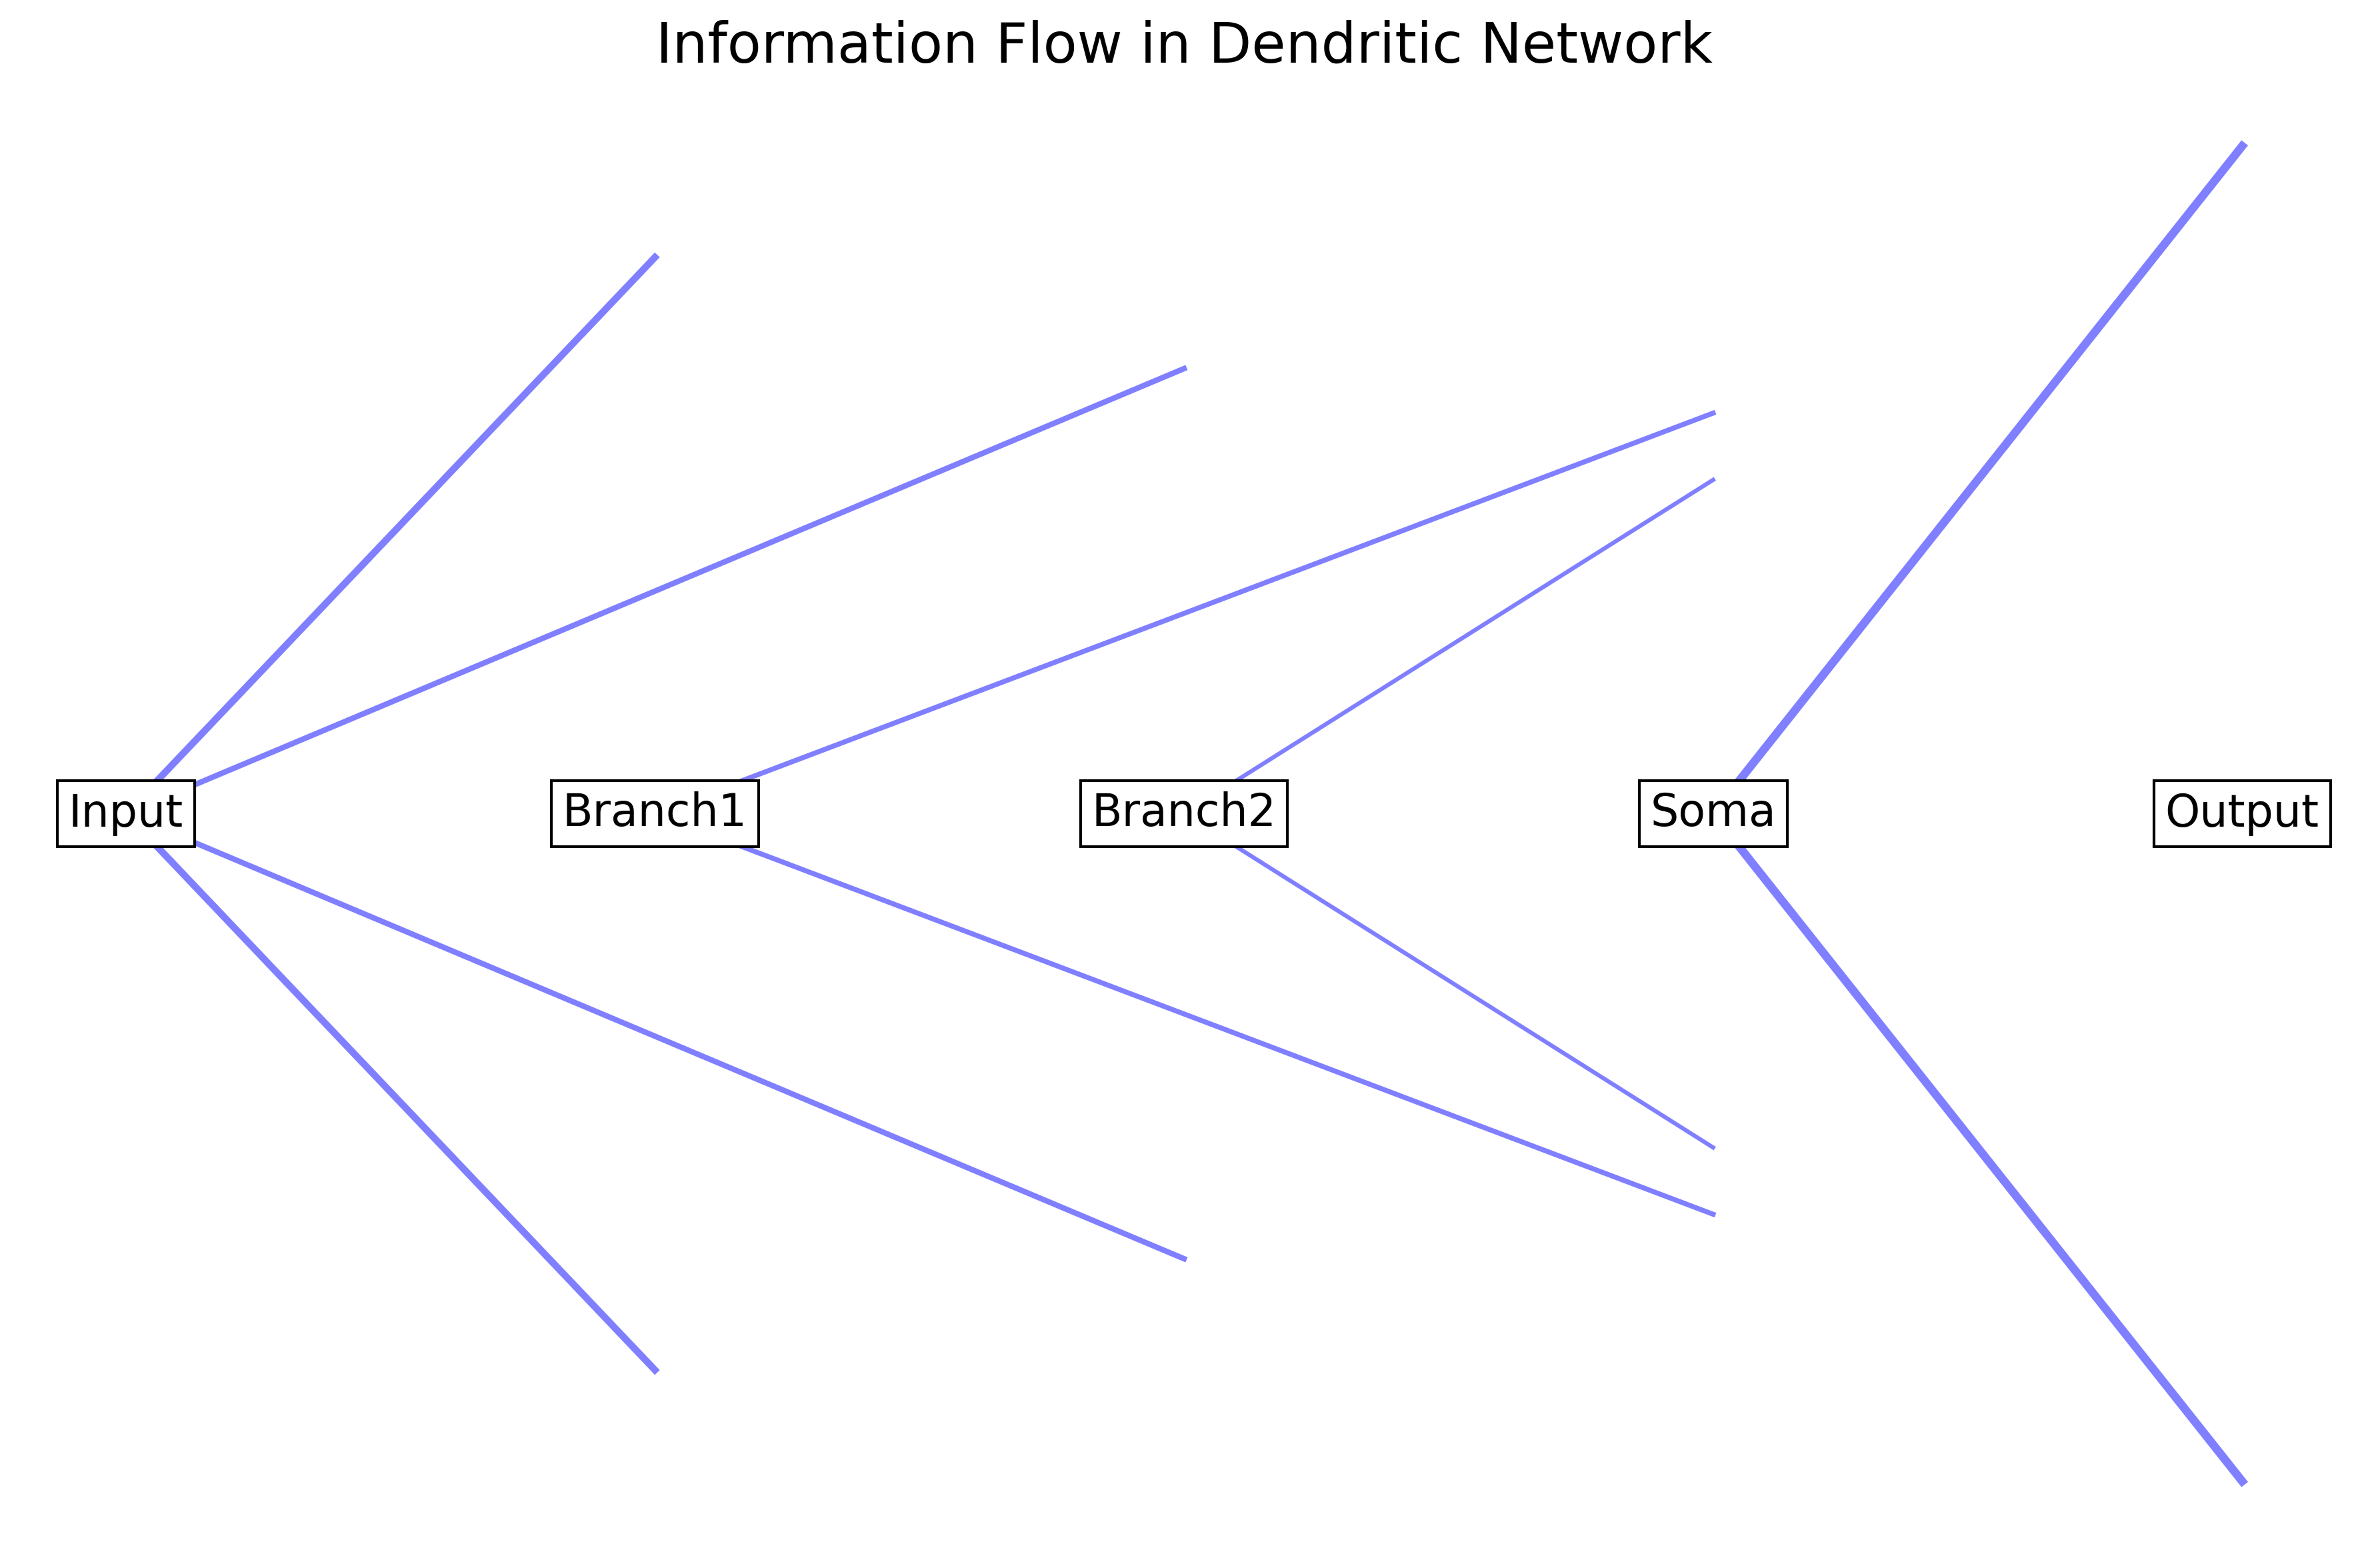 Information Flow in Dendritic Network
Input
Branch1
Branch2
Soma
Output